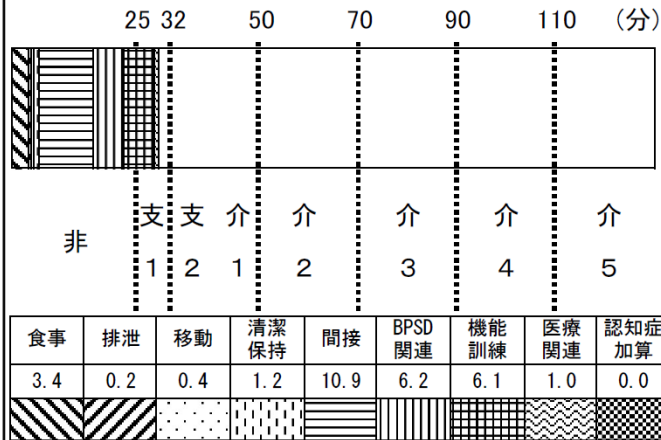 25 32 50 70 90 110 (分)
非 支 支 介 介 介 介 介
1 2 1 2 3 4 5
食事 排泄 移動 清潔保持 間接 BPSD関連 機能訓練 医療関連 認知症加算
3.4 0.2 0.4 1.2 10.9 6.2 6.1 1.0 0.0